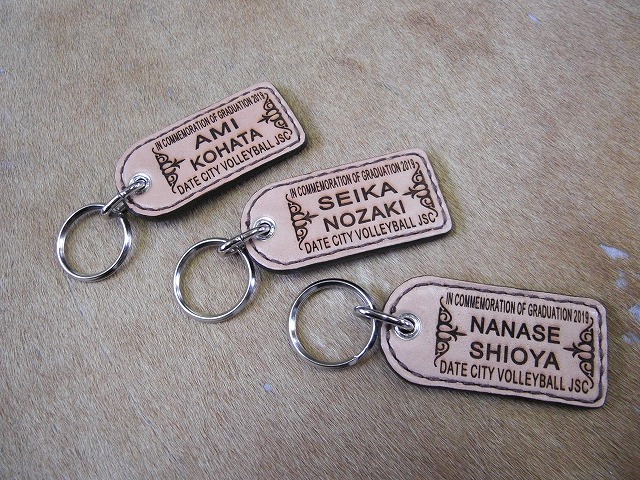 IN COMMEMORATION OF GRADUATION 2019
AMI
KOHATA
DATE CITY VOLLEYBALL JSC
IN COMMEMORATION OF GRADUATION 2019
SEIKA
NOZAKI
DATE CITY VOLLEYBALL JSC
IN COMMEMORATION OF GRADUATION 2019
NANASE
SHIOYA
DATE CITY VOLLEYBALL JSC